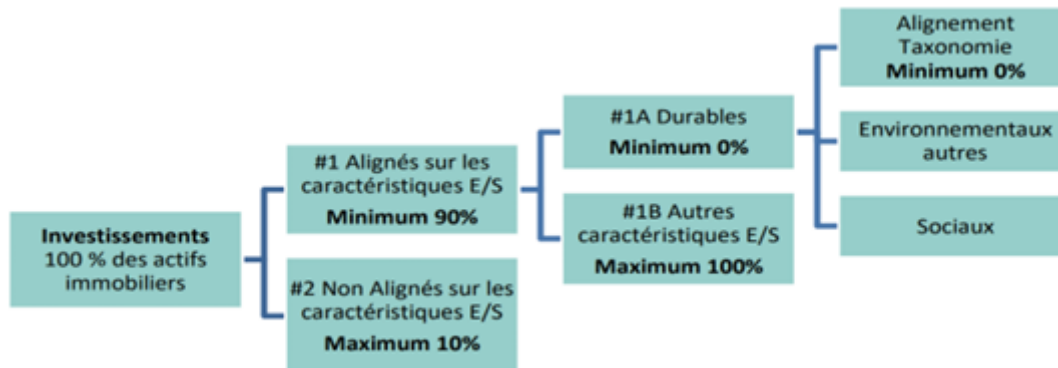 Investissements
100 % des actifs
immobiliers
#1 Alignés sur les
caractéristiques E/S
Minimum 90%
#2 Non Alignés sur les
caractéristiques E/S
Maximum 10%
#1A Durables
Minimum 0%
#1B Autres
caractéristiques E/S
Maximum 100%
Alignement
Taxonomie
Minimum 0%
Environnementaux
autres
Sociaux